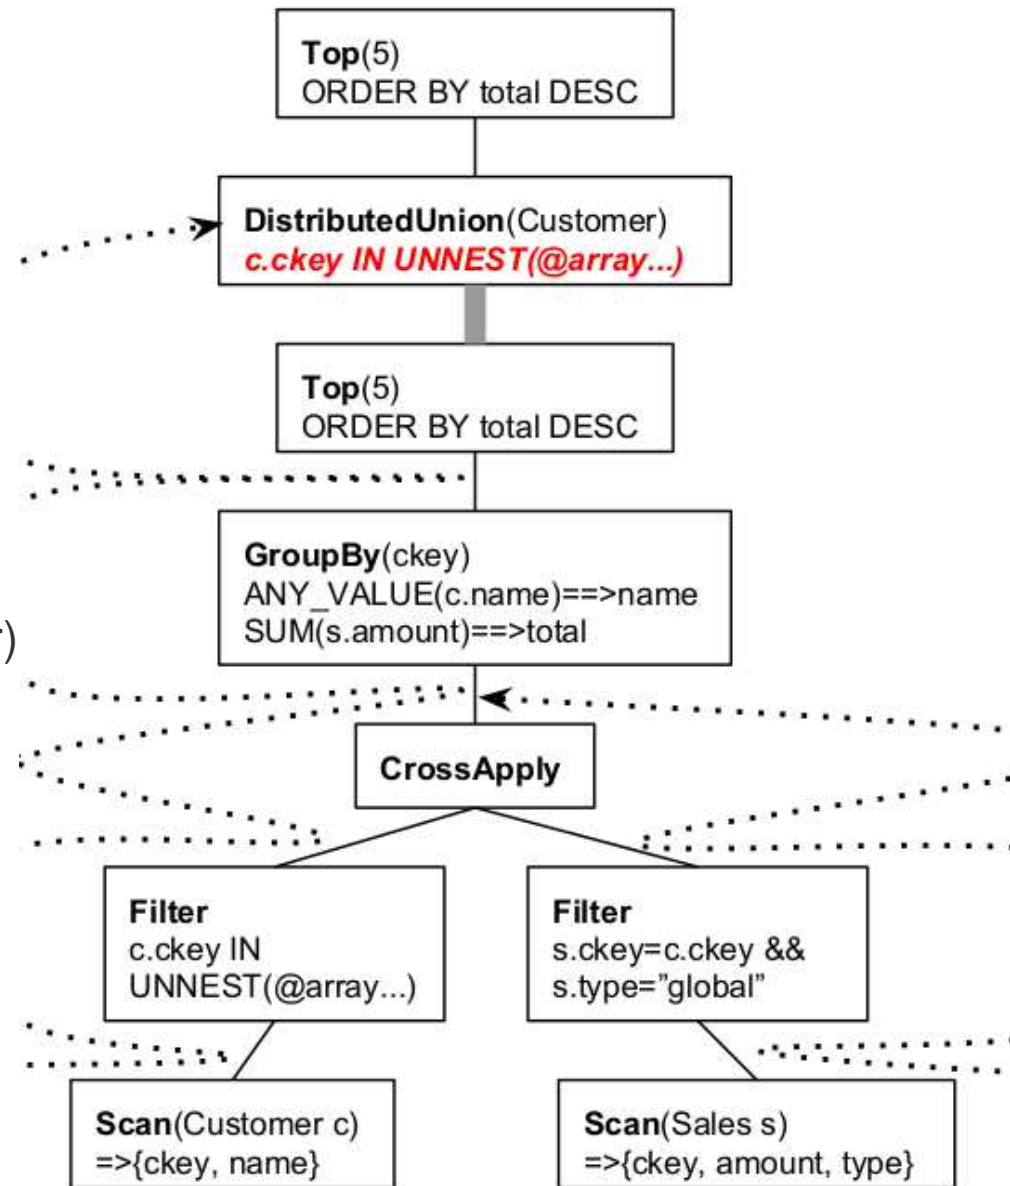 Top(5)
ORDER BY total DESC
DistributedUnion(Customer)
c.ckey IN UNNEST(@array...)
Top(5)
ORDER BY total DESC
GroupBy(ckey)
ANY_VALUE(c.name)==>name
SUM(s.amount)==>total
CrossApply
Filter
c.ckey IN
UNNEST(@array...)
Filter
s.ckey=c.ckey &&
s.type=”global”
Scan(Customer c)
=>{ckey, name}
Scan(Sales s)
=>{ckey, amount, type}